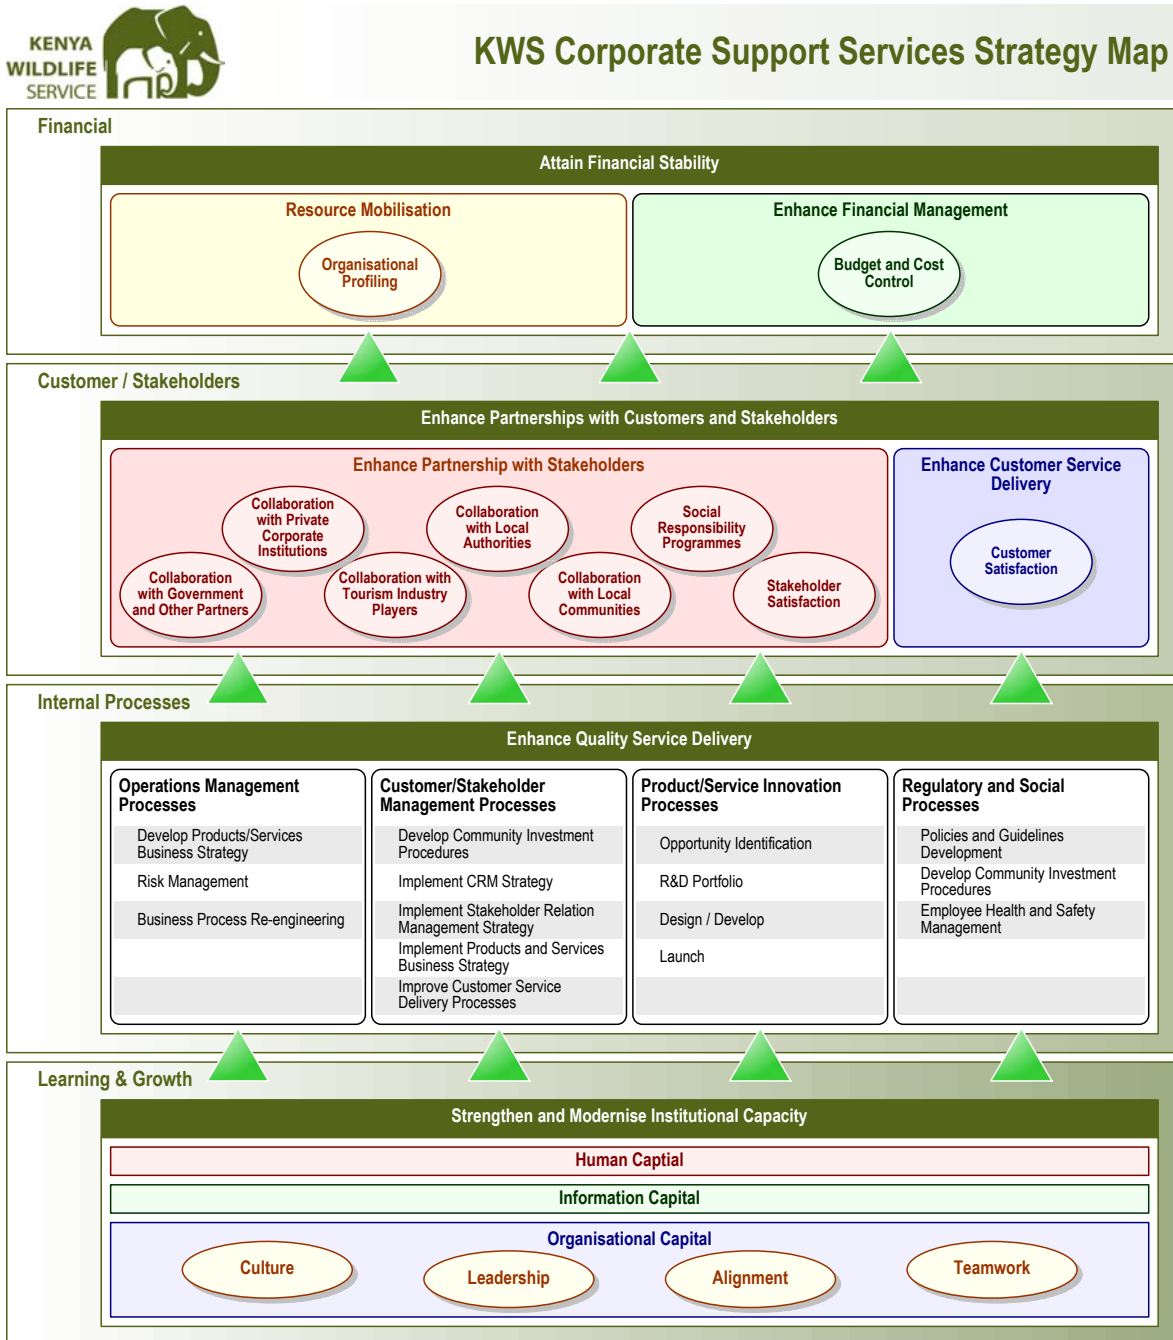 KENYA
WILDLIFE
SERVICE
KWS Corporate Support Services Strategy Map
Financial
Attain Financial Stability
Resource Mobilisation
Organisational
Profiling
Enhance Financial Management
Budget and Cost
Control
Customer / Stakeholders
Enhance Partnerships with Customers and Stakeholders
Enhance Partnership with Stakeholders
Collaboration
with Private
Corporate
Institutions
Collaboration
with Local
Authorities
Social
Responsibility
Programmes
Collaboration
with Government
and Other Partners
Collaboration with
Tourism Industry
Players
Collaboration
with Local
Communities
Stakeholder
Satisfaction
Enhance Customer Service
Delivery
Customer
Satisfaction
Internal Processes
Enhance Quality Service Delivery
Operations Management
Processes
Develop Products/Services
Business Strategy
Risk Management
Business Process Re-engineering
Customer/Stakeholder
Management Processes
Develop Community Investment
Procedures
Implement CRM Strategy
Implement Stakeholder Relation
Management Strategy
Implement Products and Services
Business Strategy
Improve Customer Service
Delivery Processes
Product/Service Innovation
Processes
Opportunity Identification
R&D Portfolio
Design / Develop
Launch
Regulatory and Social
Processes
Policies and Guidelines
Development
Develop Community Investment
Procedures
Employee Health and Safety
Management
Learning & Growth
Strengthen and Modernise Institutional Capacity
Human Captial
Information Capital
Organisational Capital
Culture
Leadership
Alignment
Teamwork